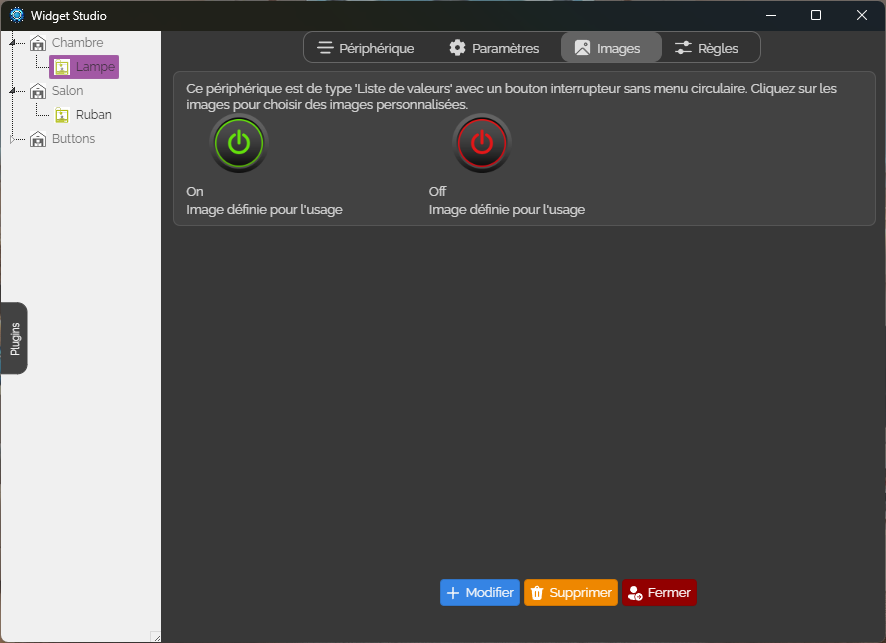 Widget Studio
Chambre
Lampe
Salon
Ruban
Buttons
Plugins
Périphérique
Paramètres
Images
Règles
Ce périphérique est de type 'Liste de valeurs' avec un bouton interrupteur sans menu circulaire. Cliquez sur les
images pour choisir des images personnalisées.
On
Image définie pour l'usage
Off
Image définie pour l'usage
Modifier
Supprimer
Fermer